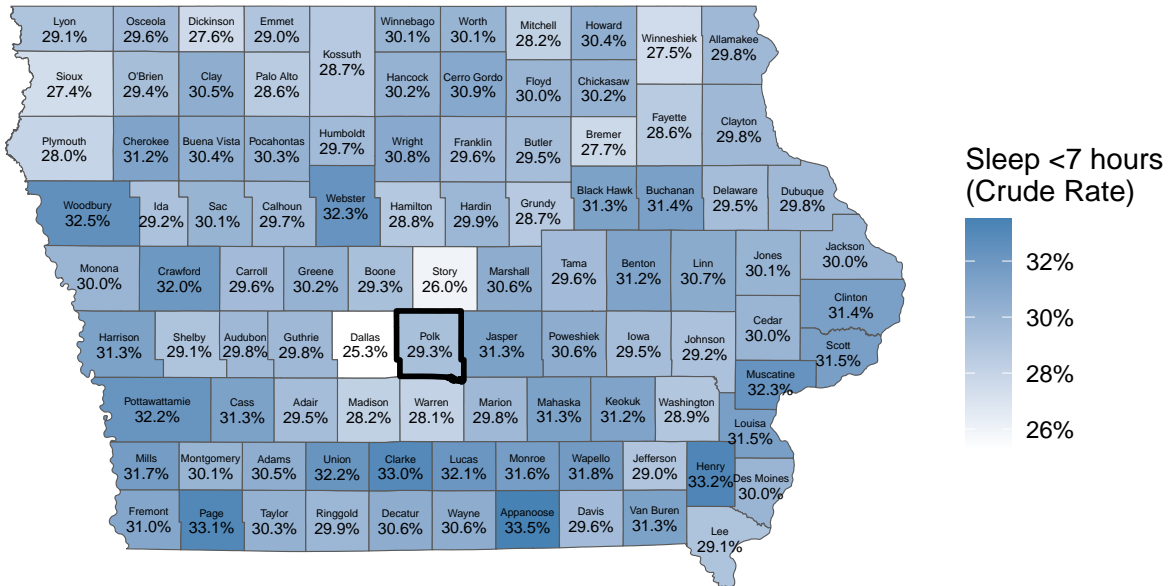 Lyon
29.1%
Osceola
29.6%
Dickinson
27.6%
Emmet
29.0%
Kossuth
28.7%
Winnebago
30.1%
Worth
30.1%
Mitchell
28.2%
Howard
30.4%
Winneshiek
27.5%
Allamakee
29.8%
Sioux
27.4%
O'Brien
29.4%
Clay
30.5%
Palo Alto
28.6%
Hancock
30.2%
Cerro Gordo
30.9%
Floyd
30.0%
Chickasaw
30.2%
Fayette
28.6%
Clayton
29.8%
Plymouth
28.0%
Cherokee
31.2%
Buena Vista
30.4%
Pocahontas
30.3%
Humboldt
29.7%
Wright
30.8%
Franklin
29.6%
Butler
29.5%
Bremer
27.7%
Woodbury
32.5%
Ida
29.2%
Sac
30.1%
Calhoun
29.7%
Webster
32.3%
Hamilton
28.8%
Hardin
29.9%
Grundy
28.7%
Black Hawk
31.3%
Buchanan
31.4%
Delaware
29.5%
Dubuque
29.8%
Monona
30.0%
Crawford
32.0%
Carroll
29.6%
Greene
30.2%
Boone
29.3%
Story
26.0%
Marshall
30.6%
Tama
29.6%
Benton
31.2%
Linn
30.7%
Jones
30.1%
Jackson
30.0%
Clinton
31.4%
Harrison
31.3%
Shelby
29.1%
Audubon
29.8%
Guthrie
29.8%
Dallas
25.3%
Polk
29.3%
Jasper
31.3%
Poweshiek
30.6%
Iowa
29.5%
Johnson
29.2%
Cedar
30.0%
Scott
31.5%
Muscatine
32.3%
Pottawattamie
32.2%
Cass
31.3%
Adair
29.5%
Madison
28.2%
Warren
28.1%
Marion
29.8%
Mahaska
31.3%
Keokuk
31.2%
Washington
28.9%
Louisa
31.5%
Mills
31.7%
Montgomery
30.1%
Adams
30.5%
Union
32.2%
Clarke
33.0%
Lucas
32.1%
Monroe
31.6%
Wapello
31.8%
Jefferson
29.0%
Henry
33.2%
Des Moines
30.0%
Fremont
31.0%
Page
33.1%
Taylor
30.3%
Ringgold
29.9%
Decatur
30.6%
Wayne
30.6%
Appanoose
33.5%
Davis
29.6%
Van Buren
31.3%
Lee
29.1%
Sleep <7 hours
(Crude Rate)
32%
30%
28%
26%